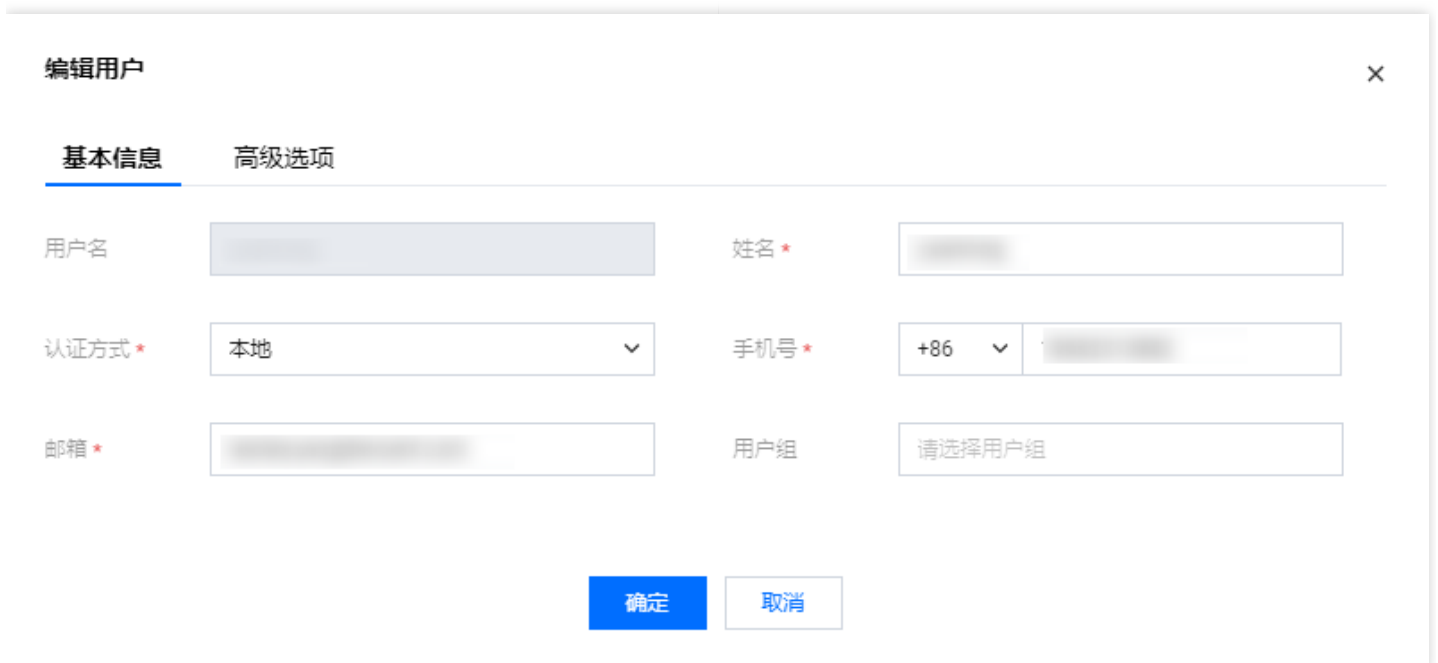 编辑用户
基本信息 高级选项
用户名
姓名 *
认证方式 * 本地
手机号 * +86
邮箱 *
用户组 请选择用户组
确定 取消